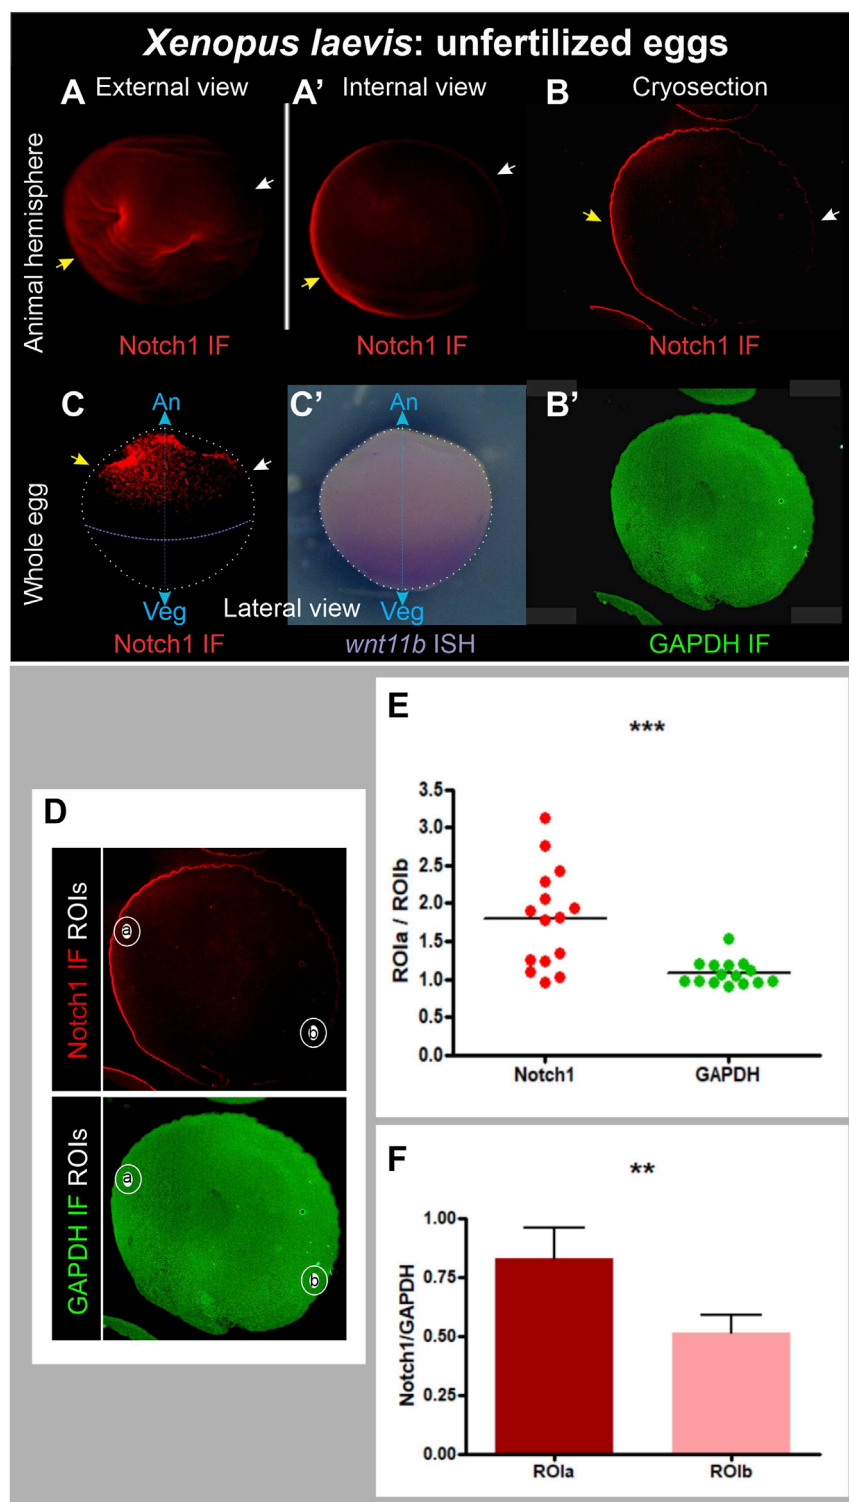 Xenopus laevis: unfertilized eggs
A External view
A’ Internal view
B Cryosection
Animal hemisphere
Notch1 IF
Notch1 IF
Notch1 IF
C
An
C’
An
B’
Whole egg
Veg
Lateral view
Veg
Notch1 IF
wnt11b ISH
GAPDH IF
D
Notch1 IF ROIs
a
b
GAPDH IF ROIs
a
b
E
***
ROIa / ROIb
3.5
3.0
2.5
2.0
1.5
1.0
0.5
0.0
Notch1
GAPDH
F
**
Notch1/GAPDH
1.00
0.75
0.50
0.25
0.00
ROIa
ROIb